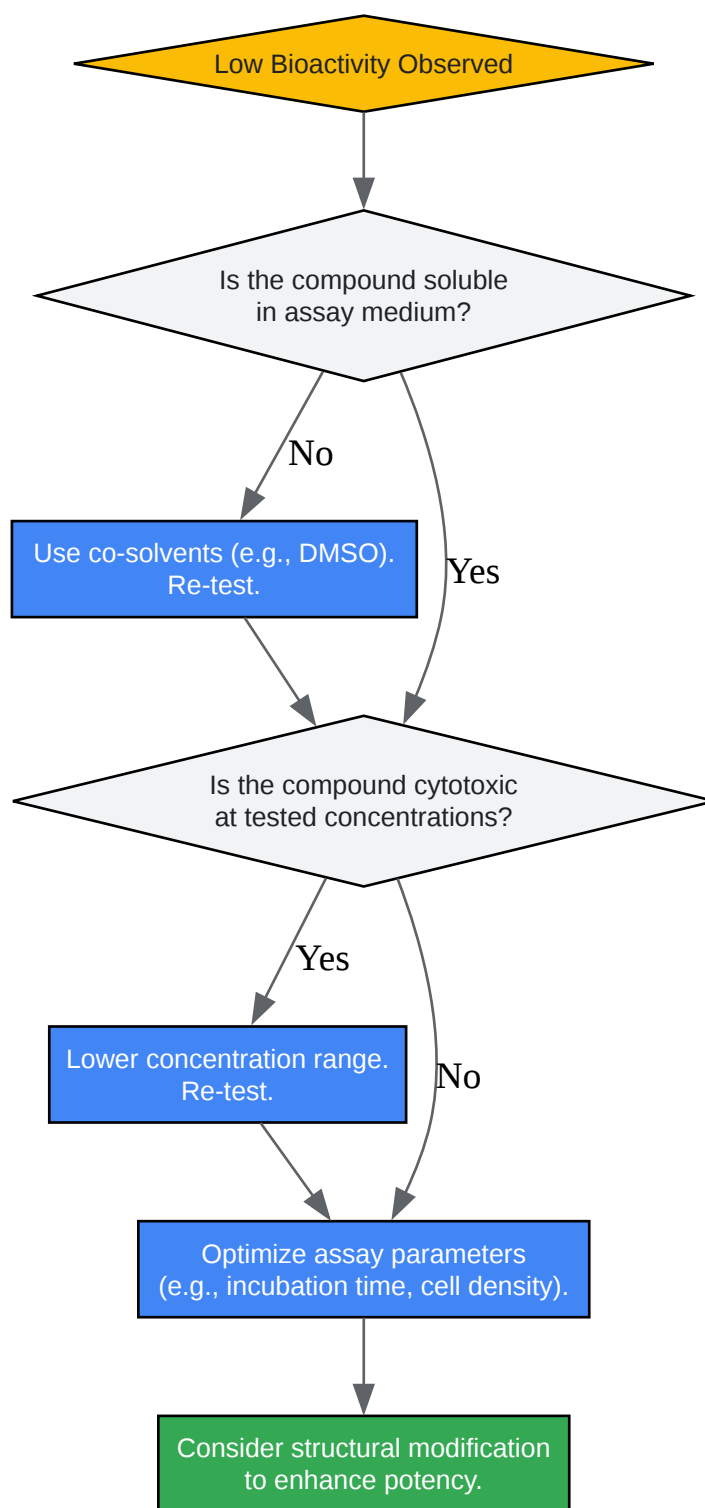 Low Bioactivity Observed
Is the compound soluble
in assay medium?
No
Use co-solvents (e.g., DMSO).
Re-test.
Yes
Is the compound cytotoxic
at tested concentrations?
Yes
Lower concentration range.
Re-test.
No
Optimize assay parameters
(e.g., incubation time, cell density).
Consider structural modification
to enhance potency.